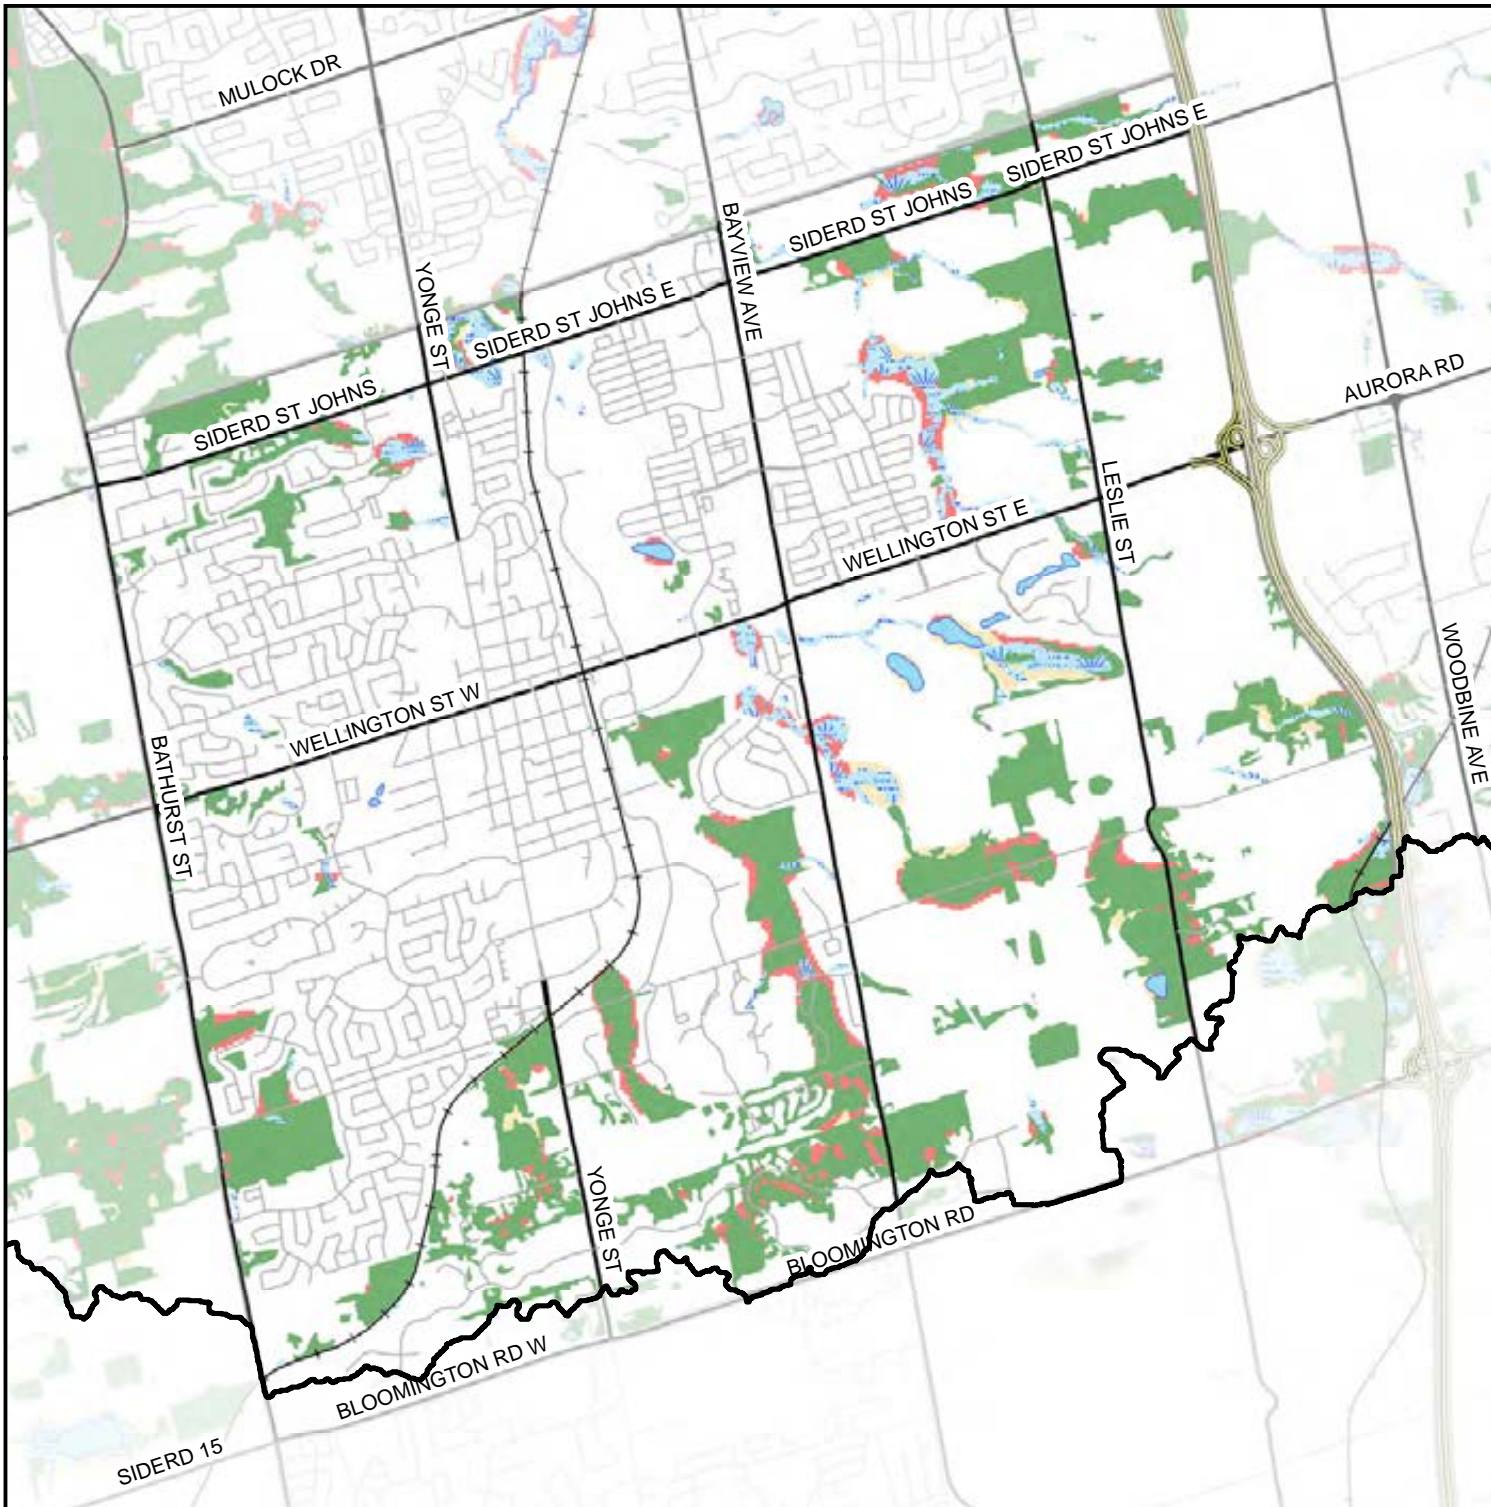 MULOCK DR
SIDERD ST JOHNS E
SIDERD ST JOHNS
BAYVIEW AVE
YONGE ST
SIDERD ST JOHNS E
SIDERD ST JOHNS
AURORA RD
LESLIE ST
WELLINGTON ST E
WOODBINE AVE
WELLINGTON ST W
BATHURST ST
YONGE ST
BLOOMINGTON RD
BLOOMINGTON RD W
SIDERD 15